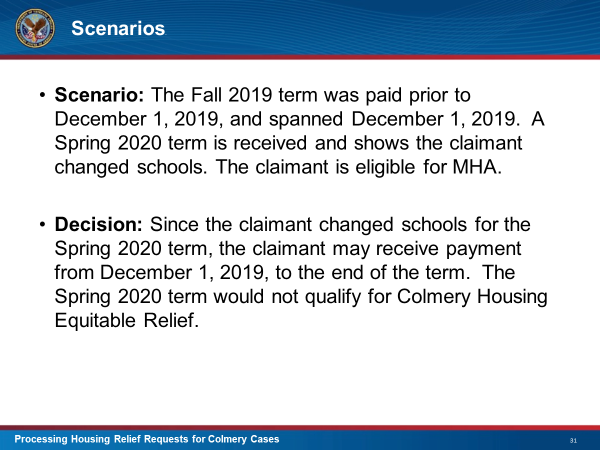 Scenarios
• Scenario: The Fall 2019 term was paid prior to
December 1, 2019, and spanned December 1, 2019.  A
Spring 2020 term is received and shows the claimant
changed schools. The claimant is eligible for MHA.
• Decision: Since the claimant changed schools for the
Spring 2020 term, the claimant may receive payment
from December 1, 2019, to the end of the term.  The
Spring 2020 term would not qualify for Colmery Housing
Equitable Relief.
Processing Housing Relief Requests for Colmery Cases
31